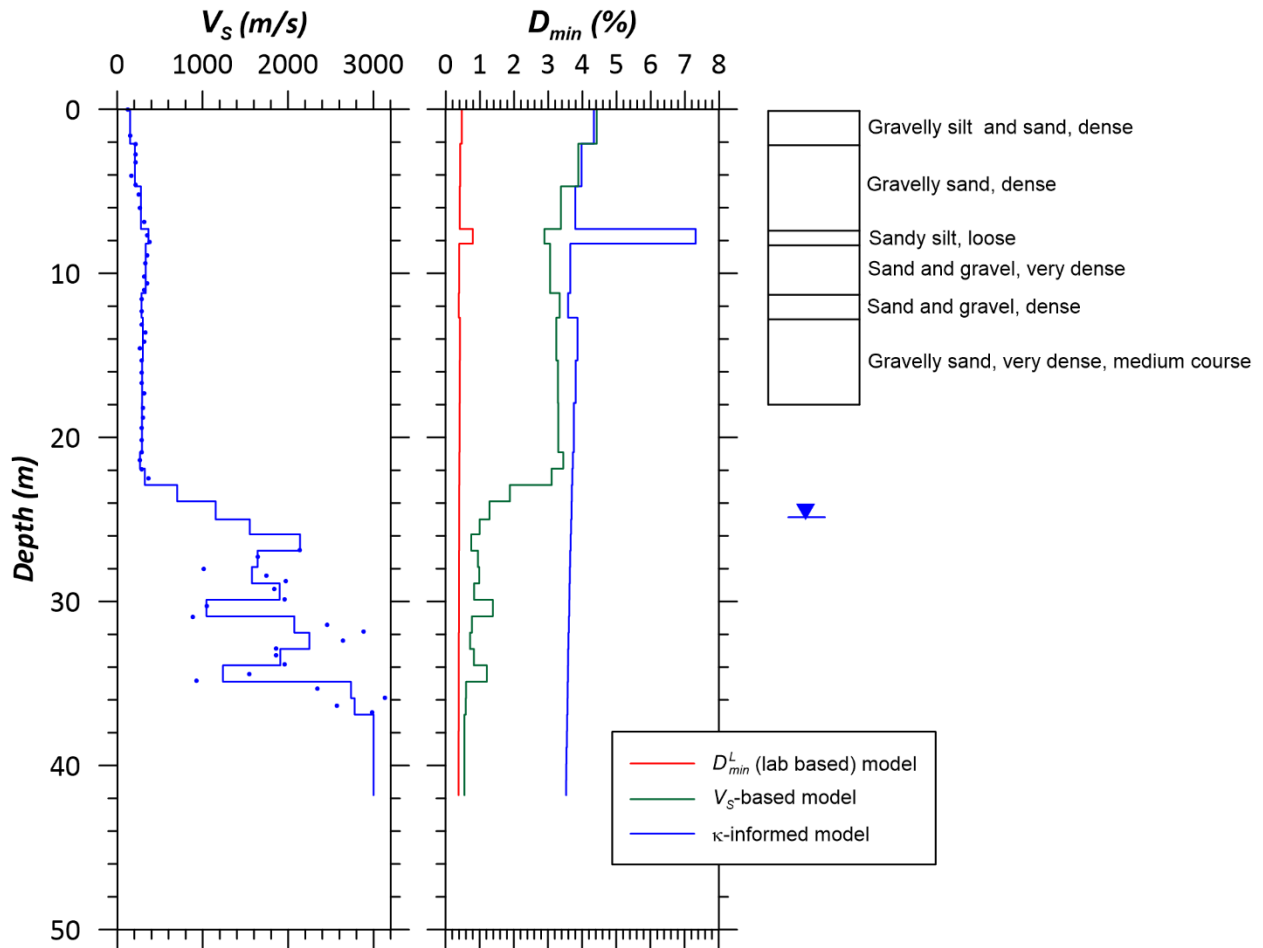 V_S (m/s)
D_min (%)
0 1000 2000 3000
0 1 2 3 4 5 6 7 8
0
10
20
30
40
50
Depth (m)
Gravelly silt and sand, dense
Gravelly sand, dense
Sandy silt, loose
Sand and gravel, very dense
Sand and gravel, dense
Gravelly sand, very dense, medium course
D^L_min (lab based) model
V_S-based model
κ-informed model